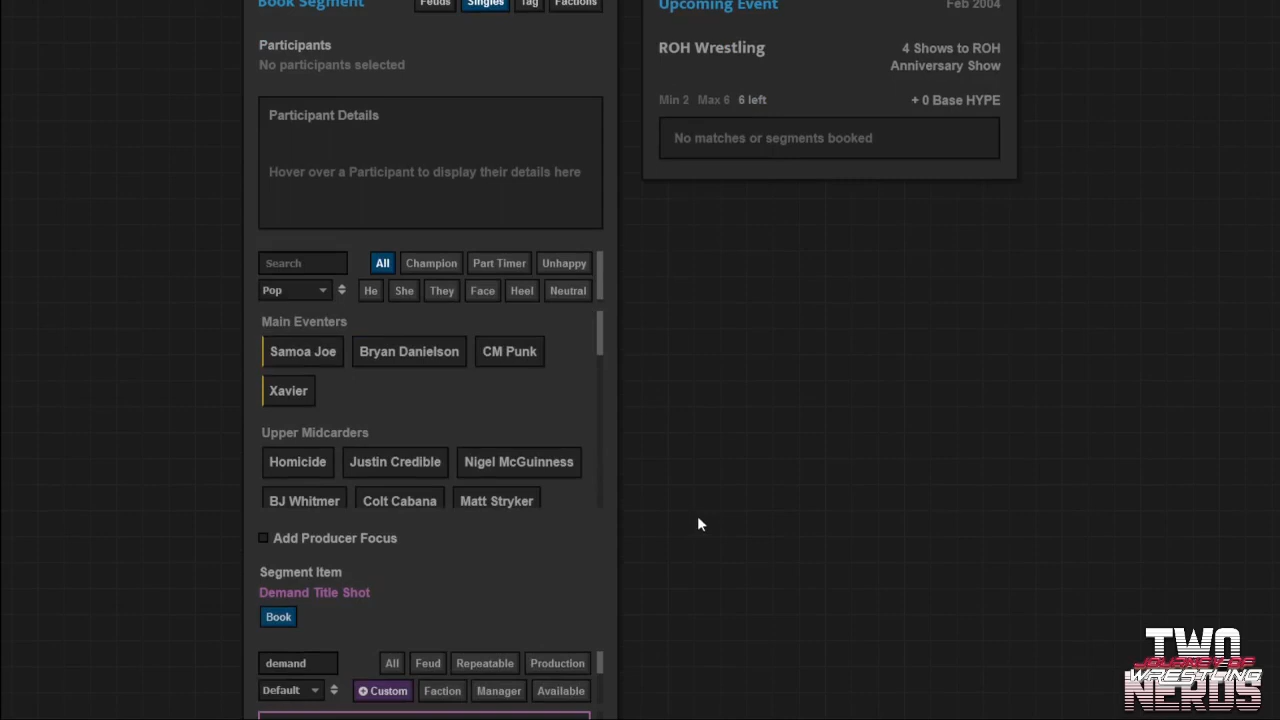 Book Segment
Feuds Singles Tag Factions
Participants
No participants selected
Participant Details
Hover over a Participant to display their details here
Search All Champion Part Timer Unhappy
Pop He She They Face Heel Neutral
Main Eventers
Samoa Joe Bryan Danielson CM Punk
Xavier
Upper Midcarders
Homicide Justin Credible Nigel McGuinness
BJ Whitmer Colt Cabana Matt Stryker
Add Producer Focus
Segment Item
Demand Title Shot
Book
demand All Feud Repeatable Production
Default Custom Faction Manager Available
Upcoming Event Feb 2004
ROH Wrestling 4 Shows to ROH
Anniversary Show
Min 2 Max 6 6 left + 0 Base HYPE
No matches or segments booked
TWO
JOURNEY OF
WRESTLING
NERDS